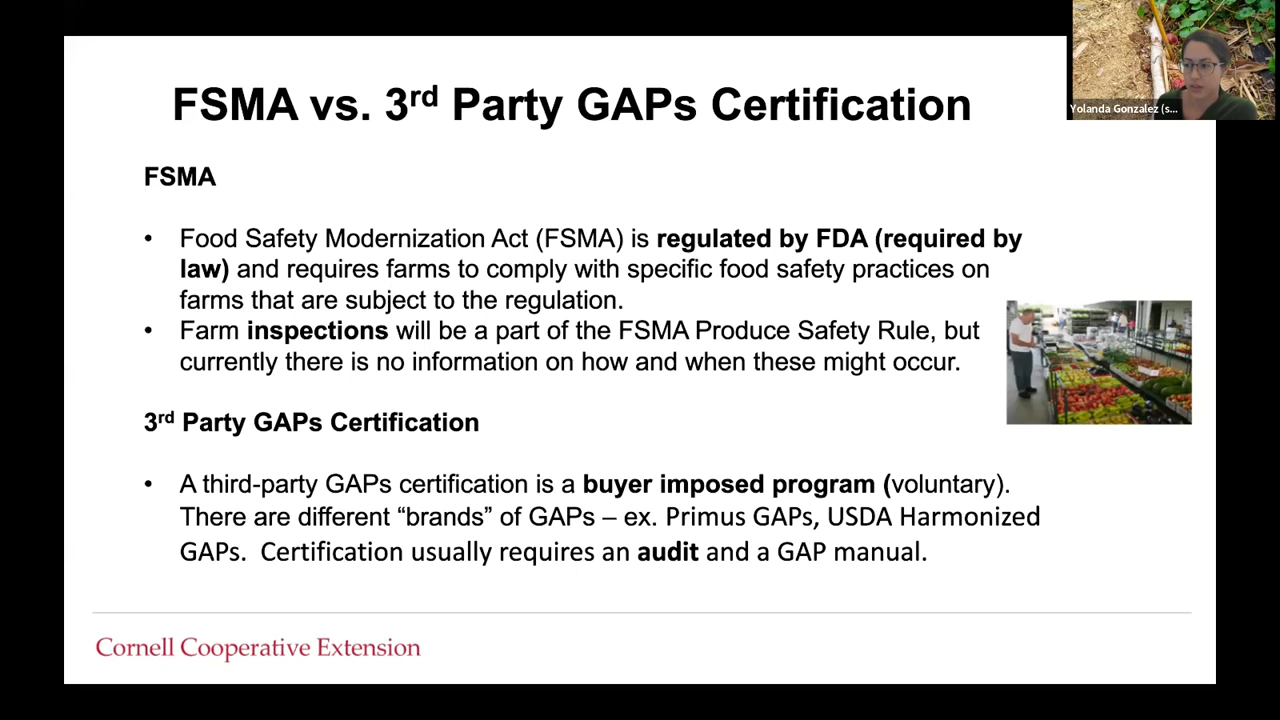 FSMA vs. 3rd Party GAPs Certification
Yolanda Gonzalez (s...
FSMA
• Food Safety Modernization Act (FSMA) is regulated by FDA (required by
law) and requires farms to comply with specific food safety practices on
farms that are subject to the regulation.
• Farm inspections will be a part of the FSMA Produce Safety Rule, but
currently there is no information on how and when these might occur.
3rd Party GAPs Certification
• A third-party GAPs certification is a buyer imposed program (voluntary).
There are different “brands” of GAPs – ex. Primus GAPs, USDA Harmonized
GAPs.  Certification usually requires an audit and a GAP manual.
Cornell Cooperative Extension